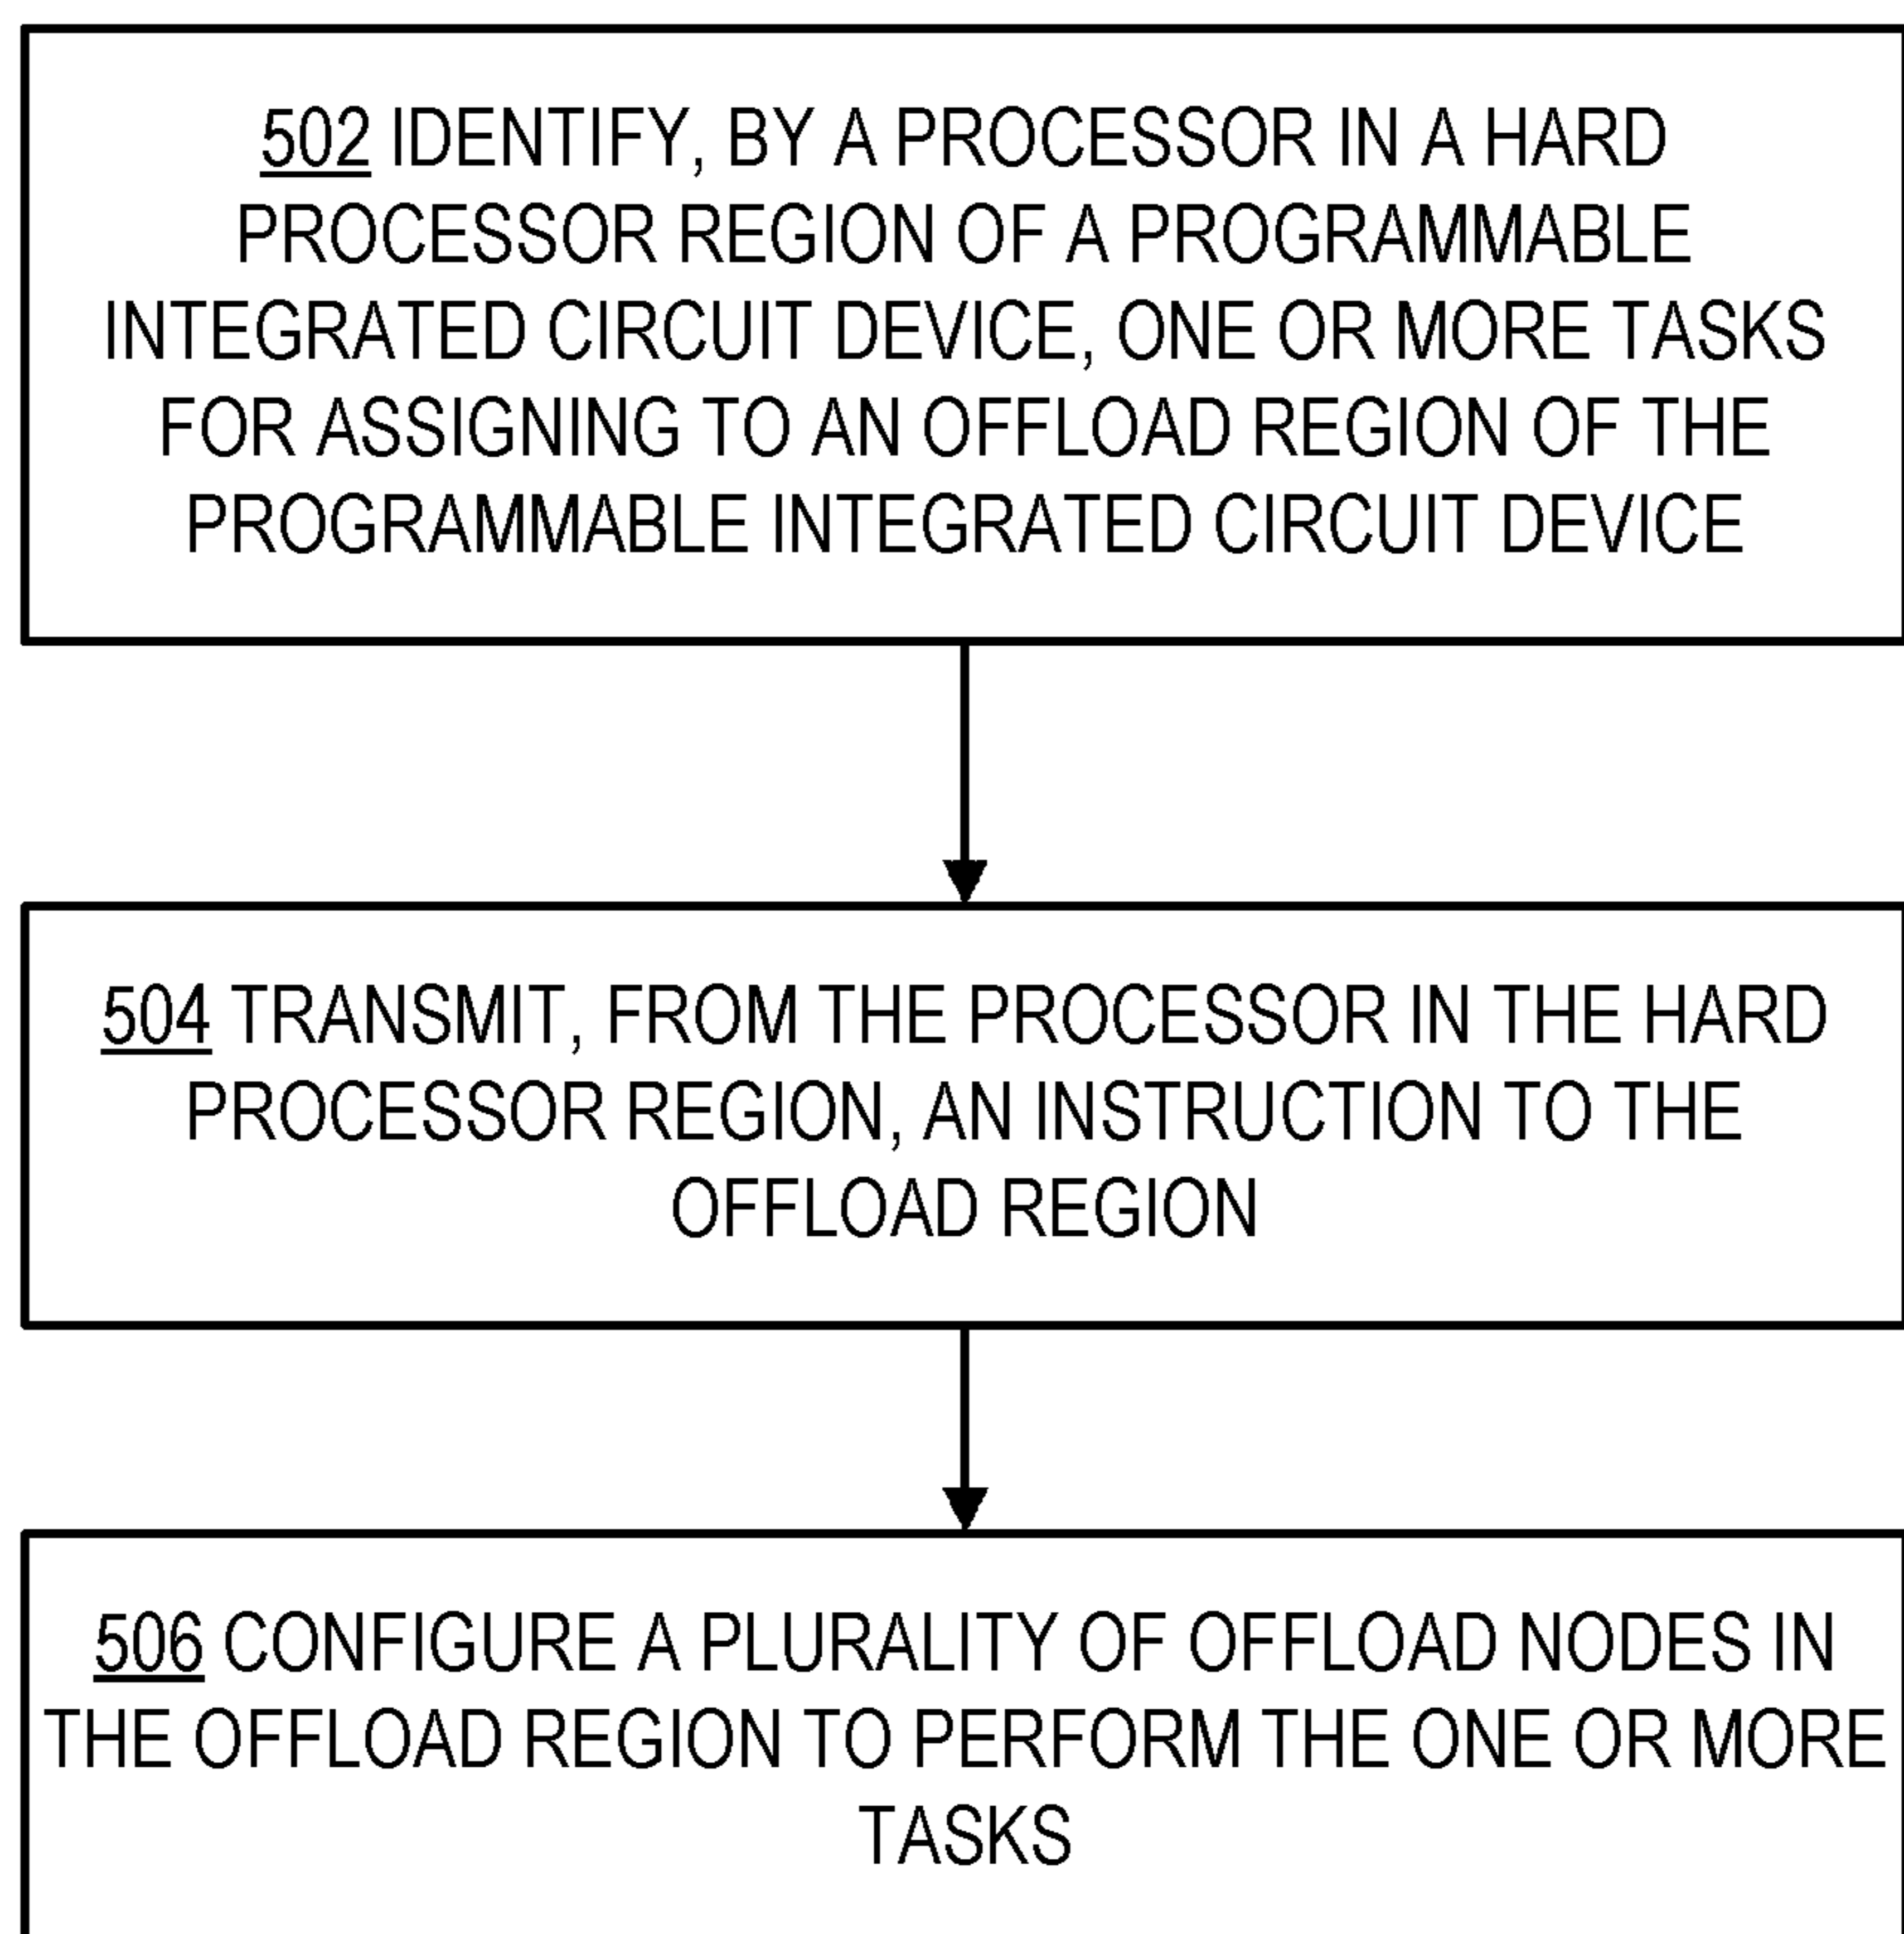 502 IDENTIFY, BY A PROCESSOR IN A HARD
PROCESSOR REGION OF A PROGRAMMABLE
INTEGRATED CIRCUIT DEVICE, ONE OR MORE TASKS
FOR ASSIGNING TO AN OFFLOAD REGION OF THE
PROGRAMMABLE INTEGRATED CIRCUIT DEVICE
504 TRANSMIT, FROM THE PROCESSOR IN THE HARD
PROCESSOR REGION, AN INSTRUCTION TO THE
OFFLOAD REGION
506 CONFIGURE A PLURALITY OF OFFLOAD NODES IN
THE OFFLOAD REGION TO PERFORM THE ONE OR MORE
TASKS